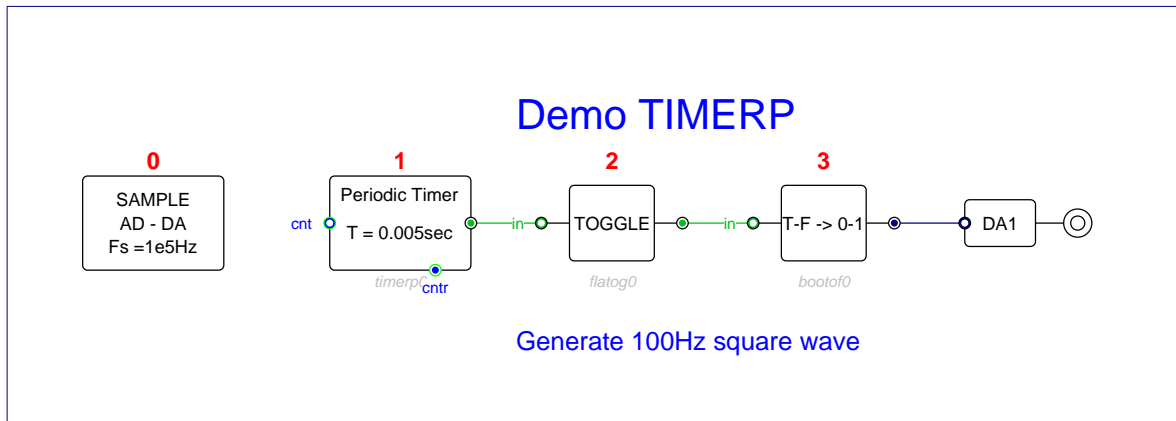 Demo TIMERP
0
1
2
3
SAMPLE
AD - DA
Fs =1e5Hz
Periodic Timer
T = 0.005sec
cnt
cntr
timerp0
in
TOGGLE
flatog0
in
T-F -> 0-1
bootof0
DA1
Generate 100Hz square wave